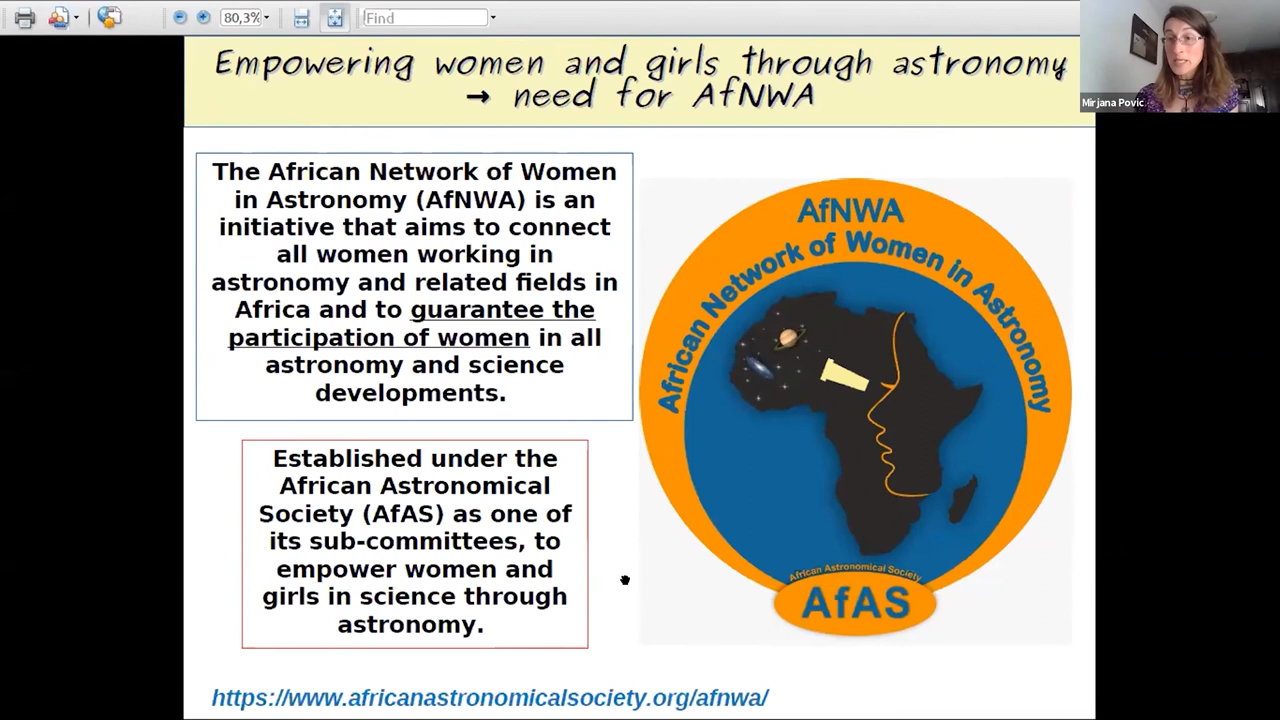 80,3%
Find
Empowering women and girls through astronomy
→ need for AfNWA
Mirjana Povic
The African Network of Women
in Astronomy (AfNWA) is an
initiative that aims to connect
all women working in
astronomy and related fields in
Africa and to guarantee the
participation of women in all
astronomy and science
developments.
Established under the
African Astronomical
Society (AfAS) as one of
its sub-committees, to
empower women and
girls in science through
astronomy.
AfNWA
African Network of Women in Astronomy
African Astronomical Society
AfAS
https://www.africanastronomicalsociety.org/afnwa/